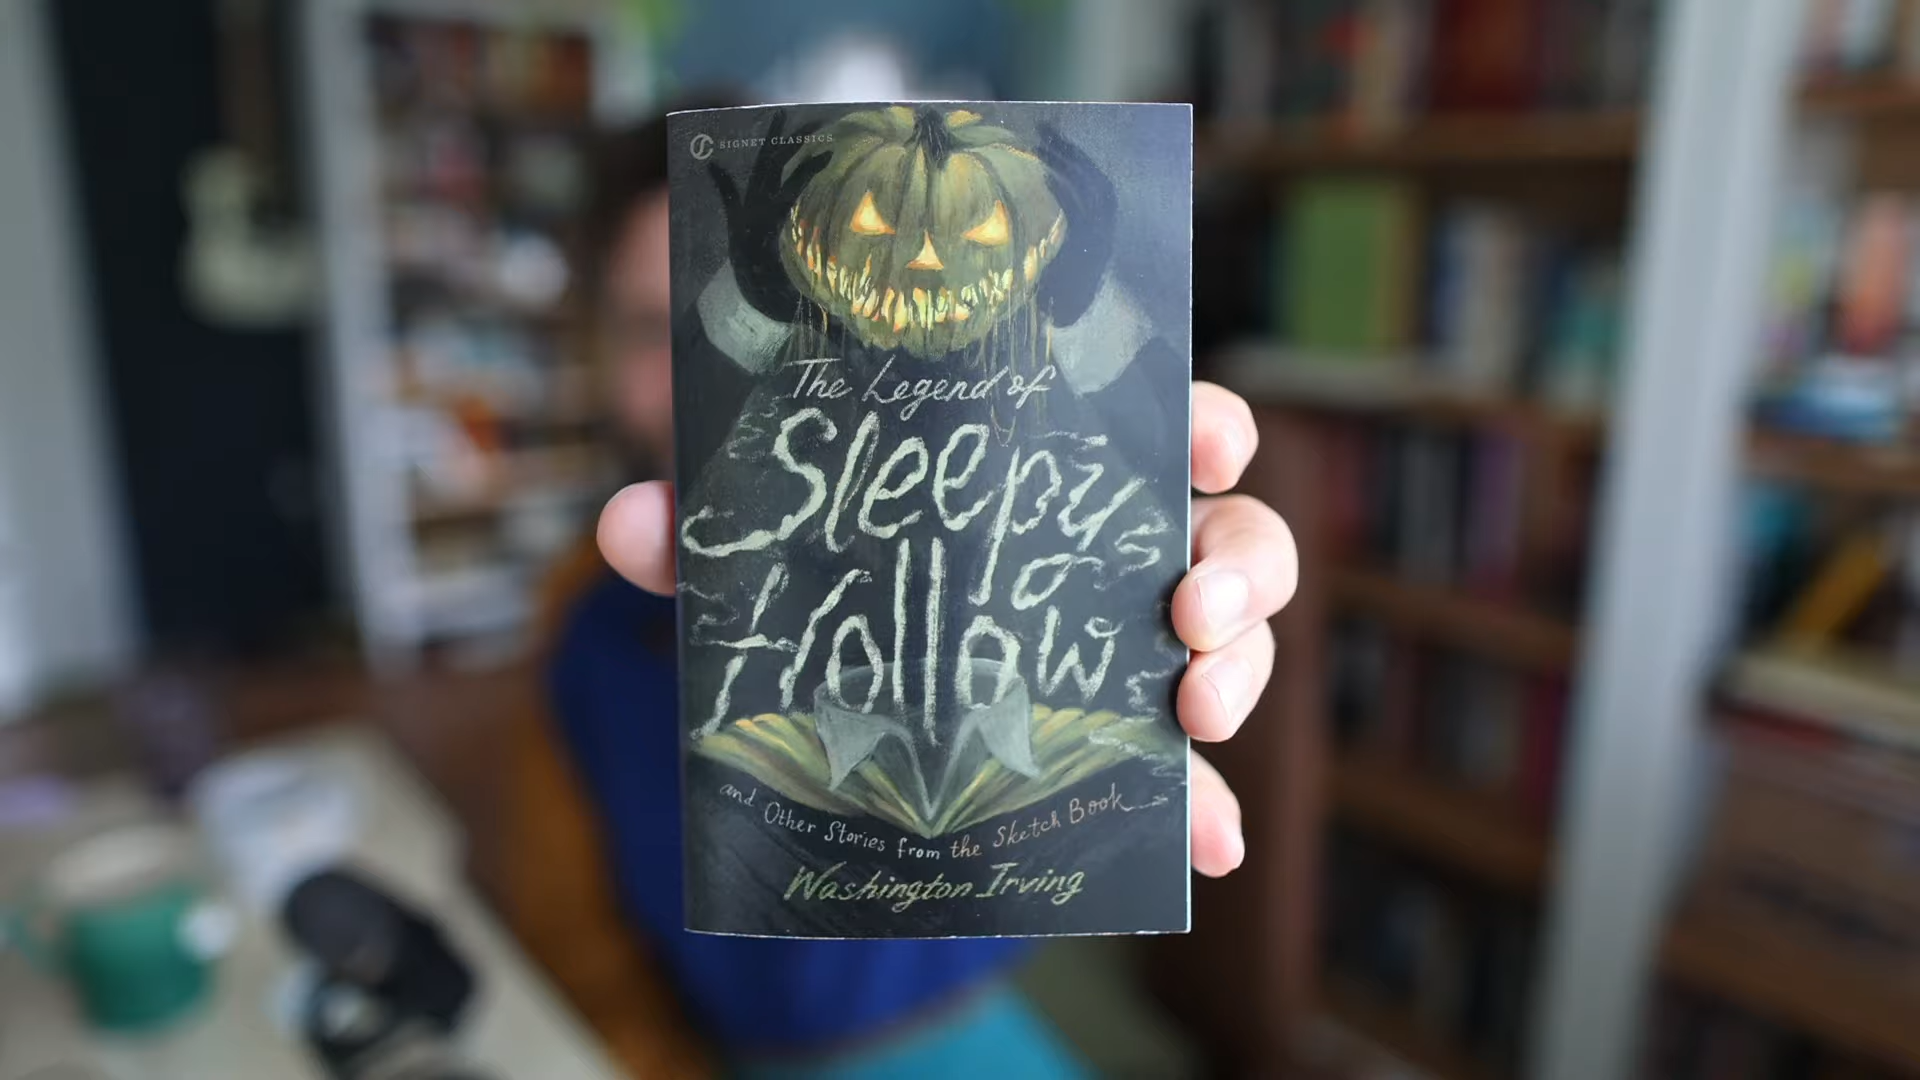 SIGNET CLASSICS
The Legend of
Sleepy
Hollow
and Other Stories from the Sketch Book
Washington Irving